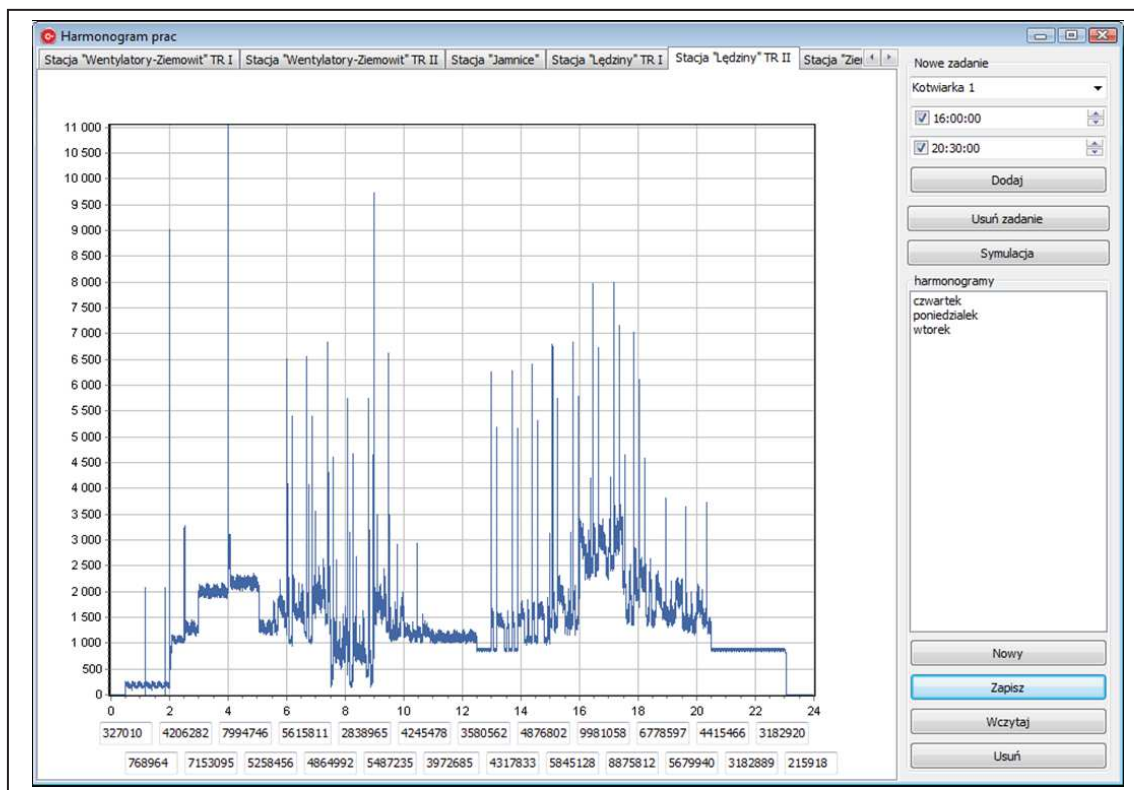 Harmonogram prac
Stacja "Wentylatory-Ziemowit" TR I Stacja "Wentylatory-Ziemowit" TR II Stacja "Jamnice" Stacja "Lędziny" TR I Stacja "Lędziny" TR II Stacja "Zie
Nowe zadanie
Kotwiarka 1
16:00:00
20:30:00
Dodaj
Usuń zadanie
Symulacja
harmonogramy
czwartek
poniedzialek
wtorek
Nowy
Zapisz
Wczytaj
Usuń
11 000
10 500
10 000
9 500
9 000
8 500
8 000
7 500
7 000
6 500
6 000
5 500
5 000
4 500
4 000
3 500
3 000
2 500
2 000
1 500
1 000
500
0
0 2 4 6 8 10 12 14 16 18 20 22 24
327010 4206282 7994746 5615811 2838965 4245478 3580562 4876802 9981058 6778597 4415466 3182920
768964 7153095 5258456 4864992 5487235 3972685 4317833 5845128 8875812 5679940 3182889 215918